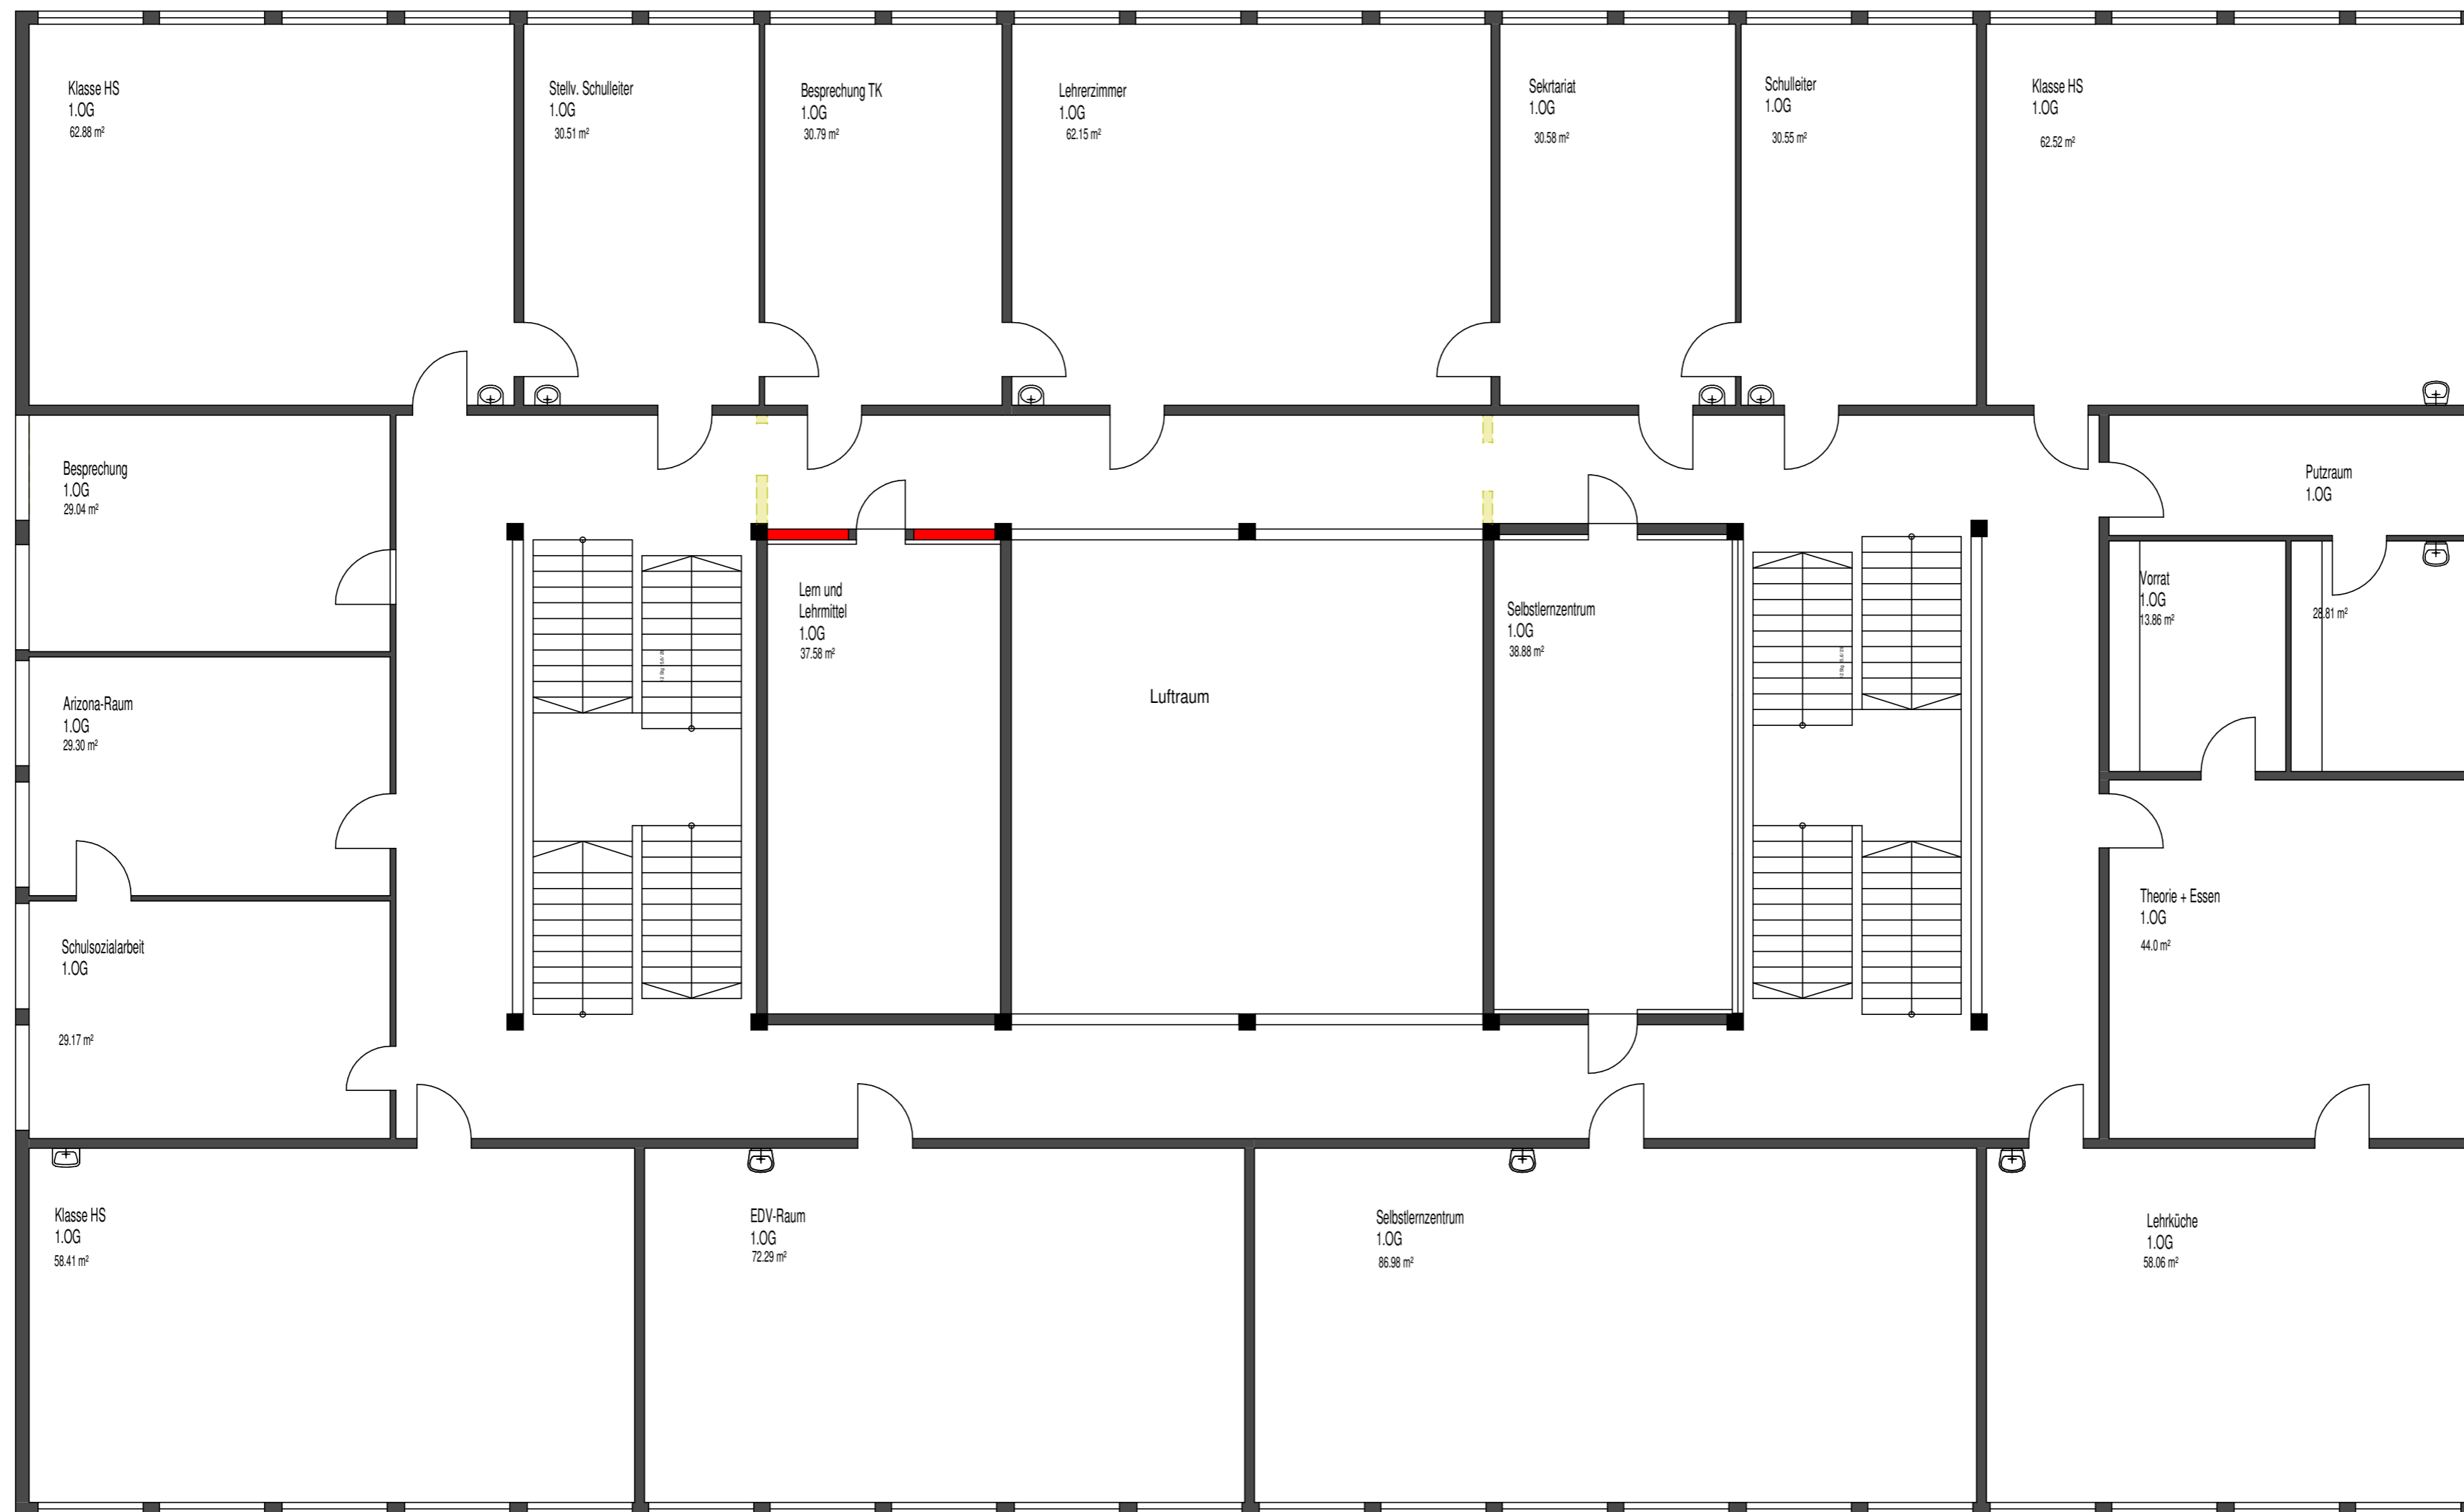 Klasse HS
1.OG
62.88 m²
Stellv. Schulleiter
1.OG
30.51 m²
Besprechung TK
1.OG
30.79 m²
Lehrerzimmer
1.OG
62.15 m²
Sekrtariat
1.OG
30.58 m²
Schulleiter
1.OG
30.55 m²
Klasse HS
1.OG
62.52 m²
Besprechung
1.OG
29.04 m²
Putzraum
1.OG
Lern und
Lehrmittel
1.OG
37.58 m²
Selbstlernzentrum
1.OG
38.88 m²
Vorrat
1.OG
13.86 m²
28.81 m²
Arizona-Raum
1.OG
29.30 m²
Luftraum
Schulsozialarbeit
1.OG
29.17 m²
Theorie + Essen
1.OG
44.0 m²
Klasse HS
1.OG
58.41 m²
EDV-Raum
1.OG
72.29 m²
Selbstlernzentrum
1.OG
86.98 m²
Lehrküche
1.OG
58.06 m²